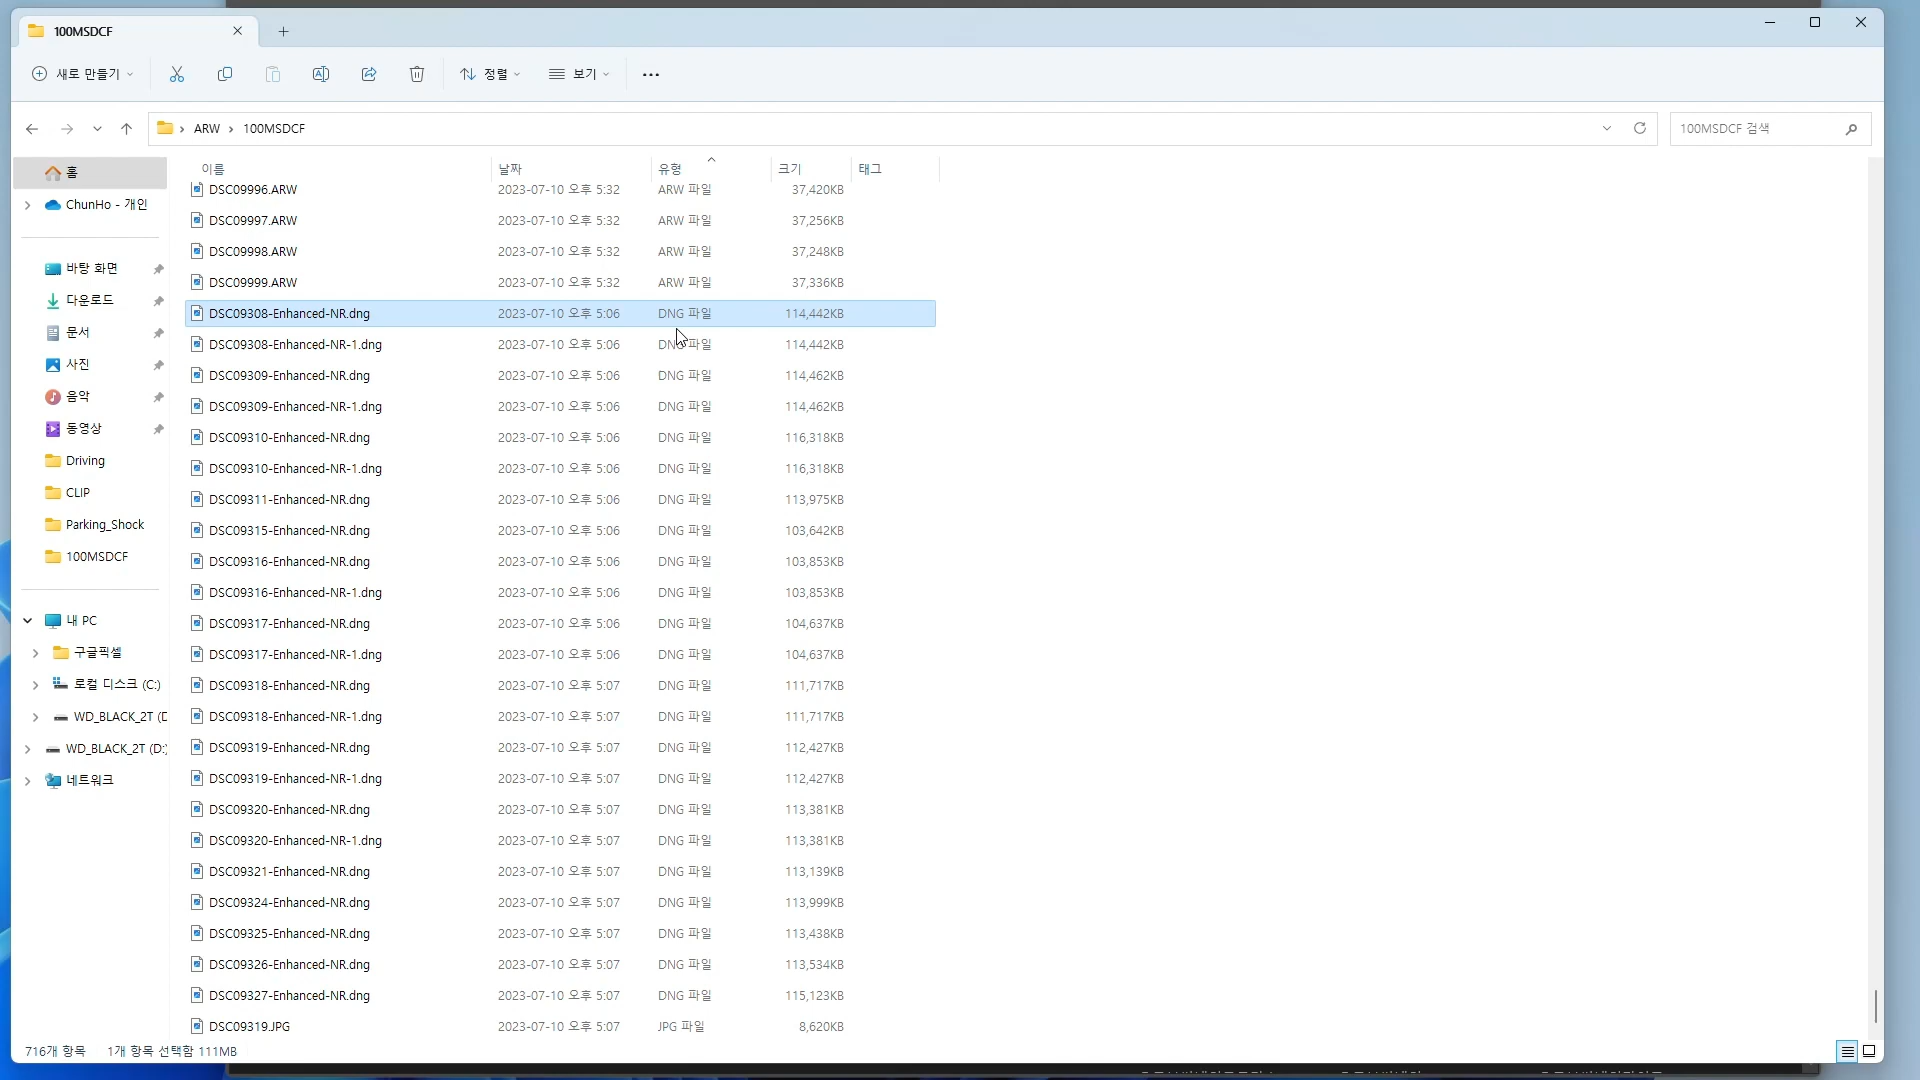 100MSDCF
새로 만들기
정렬
보기
ARW > 100MSDCF
100MSDCF 검색
이름 날짜 유형 크기 태그
홈
ChunHo - 개인
바탕 화면
다운로드
문서
사진
음악
동영상
Driving
CLIP
Parking_Shock
100MSDCF
내 PC
구글픽셀
로컬 디스크 (C:)
WD_BLACK_2T (D
WD_BLACK_2T (D:)
네트워크
DSC09996.ARW 2023-07-10 오후 5:32 ARW 파일 37,420KB
DSC09997.ARW 2023-07-10 오후 5:32 ARW 파일 37,256KB
DSC09998.ARW 2023-07-10 오후 5:32 ARW 파일 37,248KB
DSC09999.ARW 2023-07-10 오후 5:32 ARW 파일 37,336KB
DSC09308-Enhanced-NR.dng 2023-07-10 오후 5:06 DNG 파일 114,442KB
DSC09308-Enhanced-NR-1.dng 2023-07-10 오후 5:06 DNG 파일 114,442KB
DSC09309-Enhanced-NR.dng 2023-07-10 오후 5:06 DNG 파일 114,462KB
DSC09309-Enhanced-NR-1.dng 2023-07-10 오후 5:06 DNG 파일 114,462KB
DSC09310-Enhanced-NR.dng 2023-07-10 오후 5:06 DNG 파일 116,318KB
DSC09310-Enhanced-NR-1.dng 2023-07-10 오후 5:06 DNG 파일 116,318KB
DSC09311-Enhanced-NR.dng 2023-07-10 오후 5:06 DNG 파일 113,975KB
DSC09315-Enhanced-NR.dng 2023-07-10 오후 5:06 DNG 파일 103,642KB
DSC09316-Enhanced-NR.dng 2023-07-10 오후 5:06 DNG 파일 103,853KB
DSC09316-Enhanced-NR-1.dng 2023-07-10 오후 5:06 DNG 파일 103,853KB
DSC09317-Enhanced-NR.dng 2023-07-10 오후 5:06 DNG 파일 104,637KB
DSC09317-Enhanced-NR-1.dng 2023-07-10 오후 5:06 DNG 파일 104,637KB
DSC09318-Enhanced-NR.dng 2023-07-10 오후 5:07 DNG 파일 111,717KB
DSC09318-Enhanced-NR-1.dng 2023-07-10 오후 5:07 DNG 파일 111,717KB
DSC09319-Enhanced-NR.dng 2023-07-10 오후 5:07 DNG 파일 112,427KB
DSC09319-Enhanced-NR-1.dng 2023-07-10 오후 5:07 DNG 파일 112,427KB
DSC09320-Enhanced-NR.dng 2023-07-10 오후 5:07 DNG 파일 113,381KB
DSC09320-Enhanced-NR-1.dng 2023-07-10 오후 5:07 DNG 파일 113,381KB
DSC09321-Enhanced-NR.dng 2023-07-10 오후 5:07 DNG 파일 113,139KB
DSC09324-Enhanced-NR.dng 2023-07-10 오후 5:07 DNG 파일 113,999KB
DSC09325-Enhanced-NR.dng 2023-07-10 오후 5:07 DNG 파일 113,438KB
DSC09326-Enhanced-NR.dng 2023-07-10 오후 5:07 DNG 파일 113,534KB
DSC09327-Enhanced-NR.dng 2023-07-10 오후 5:07 DNG 파일 115,123KB
DSC09319.JPG 2023-07-10 오후 5:07 JPG 파일 8,620KB
716개 항목 1개 항목 선택함 111MB